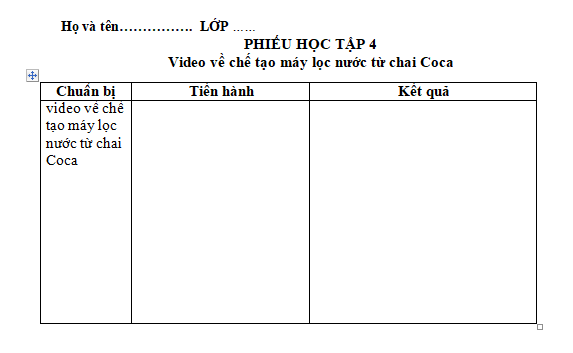 Họ và tên……………. LỚP ……
PHIẾU HỌC TẬP 4
Video về chế tạo máy lọc nước từ chai Coca
Chuẩn bị Tiến hành Kết quả
video về chế
tạo máy lọc
nước từ chai
Coca